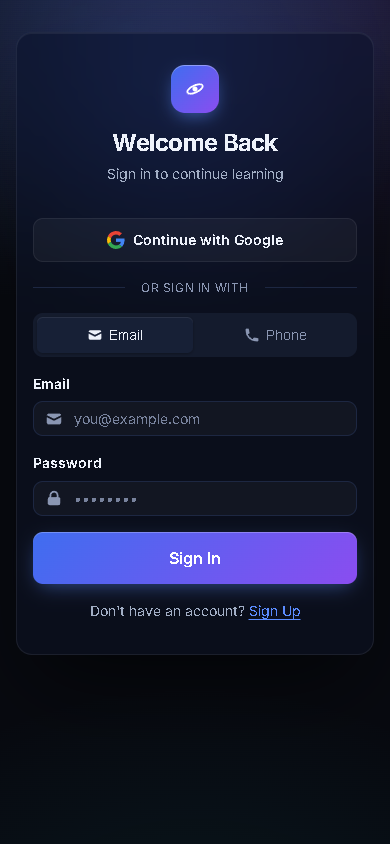 Welcome Back
Sign in to continue learning
Continue with Google
OR SIGN IN WITH
Email
Phone
Email
you@example.com
Password
••••••••
Sign In
Don't have an account? Sign Up